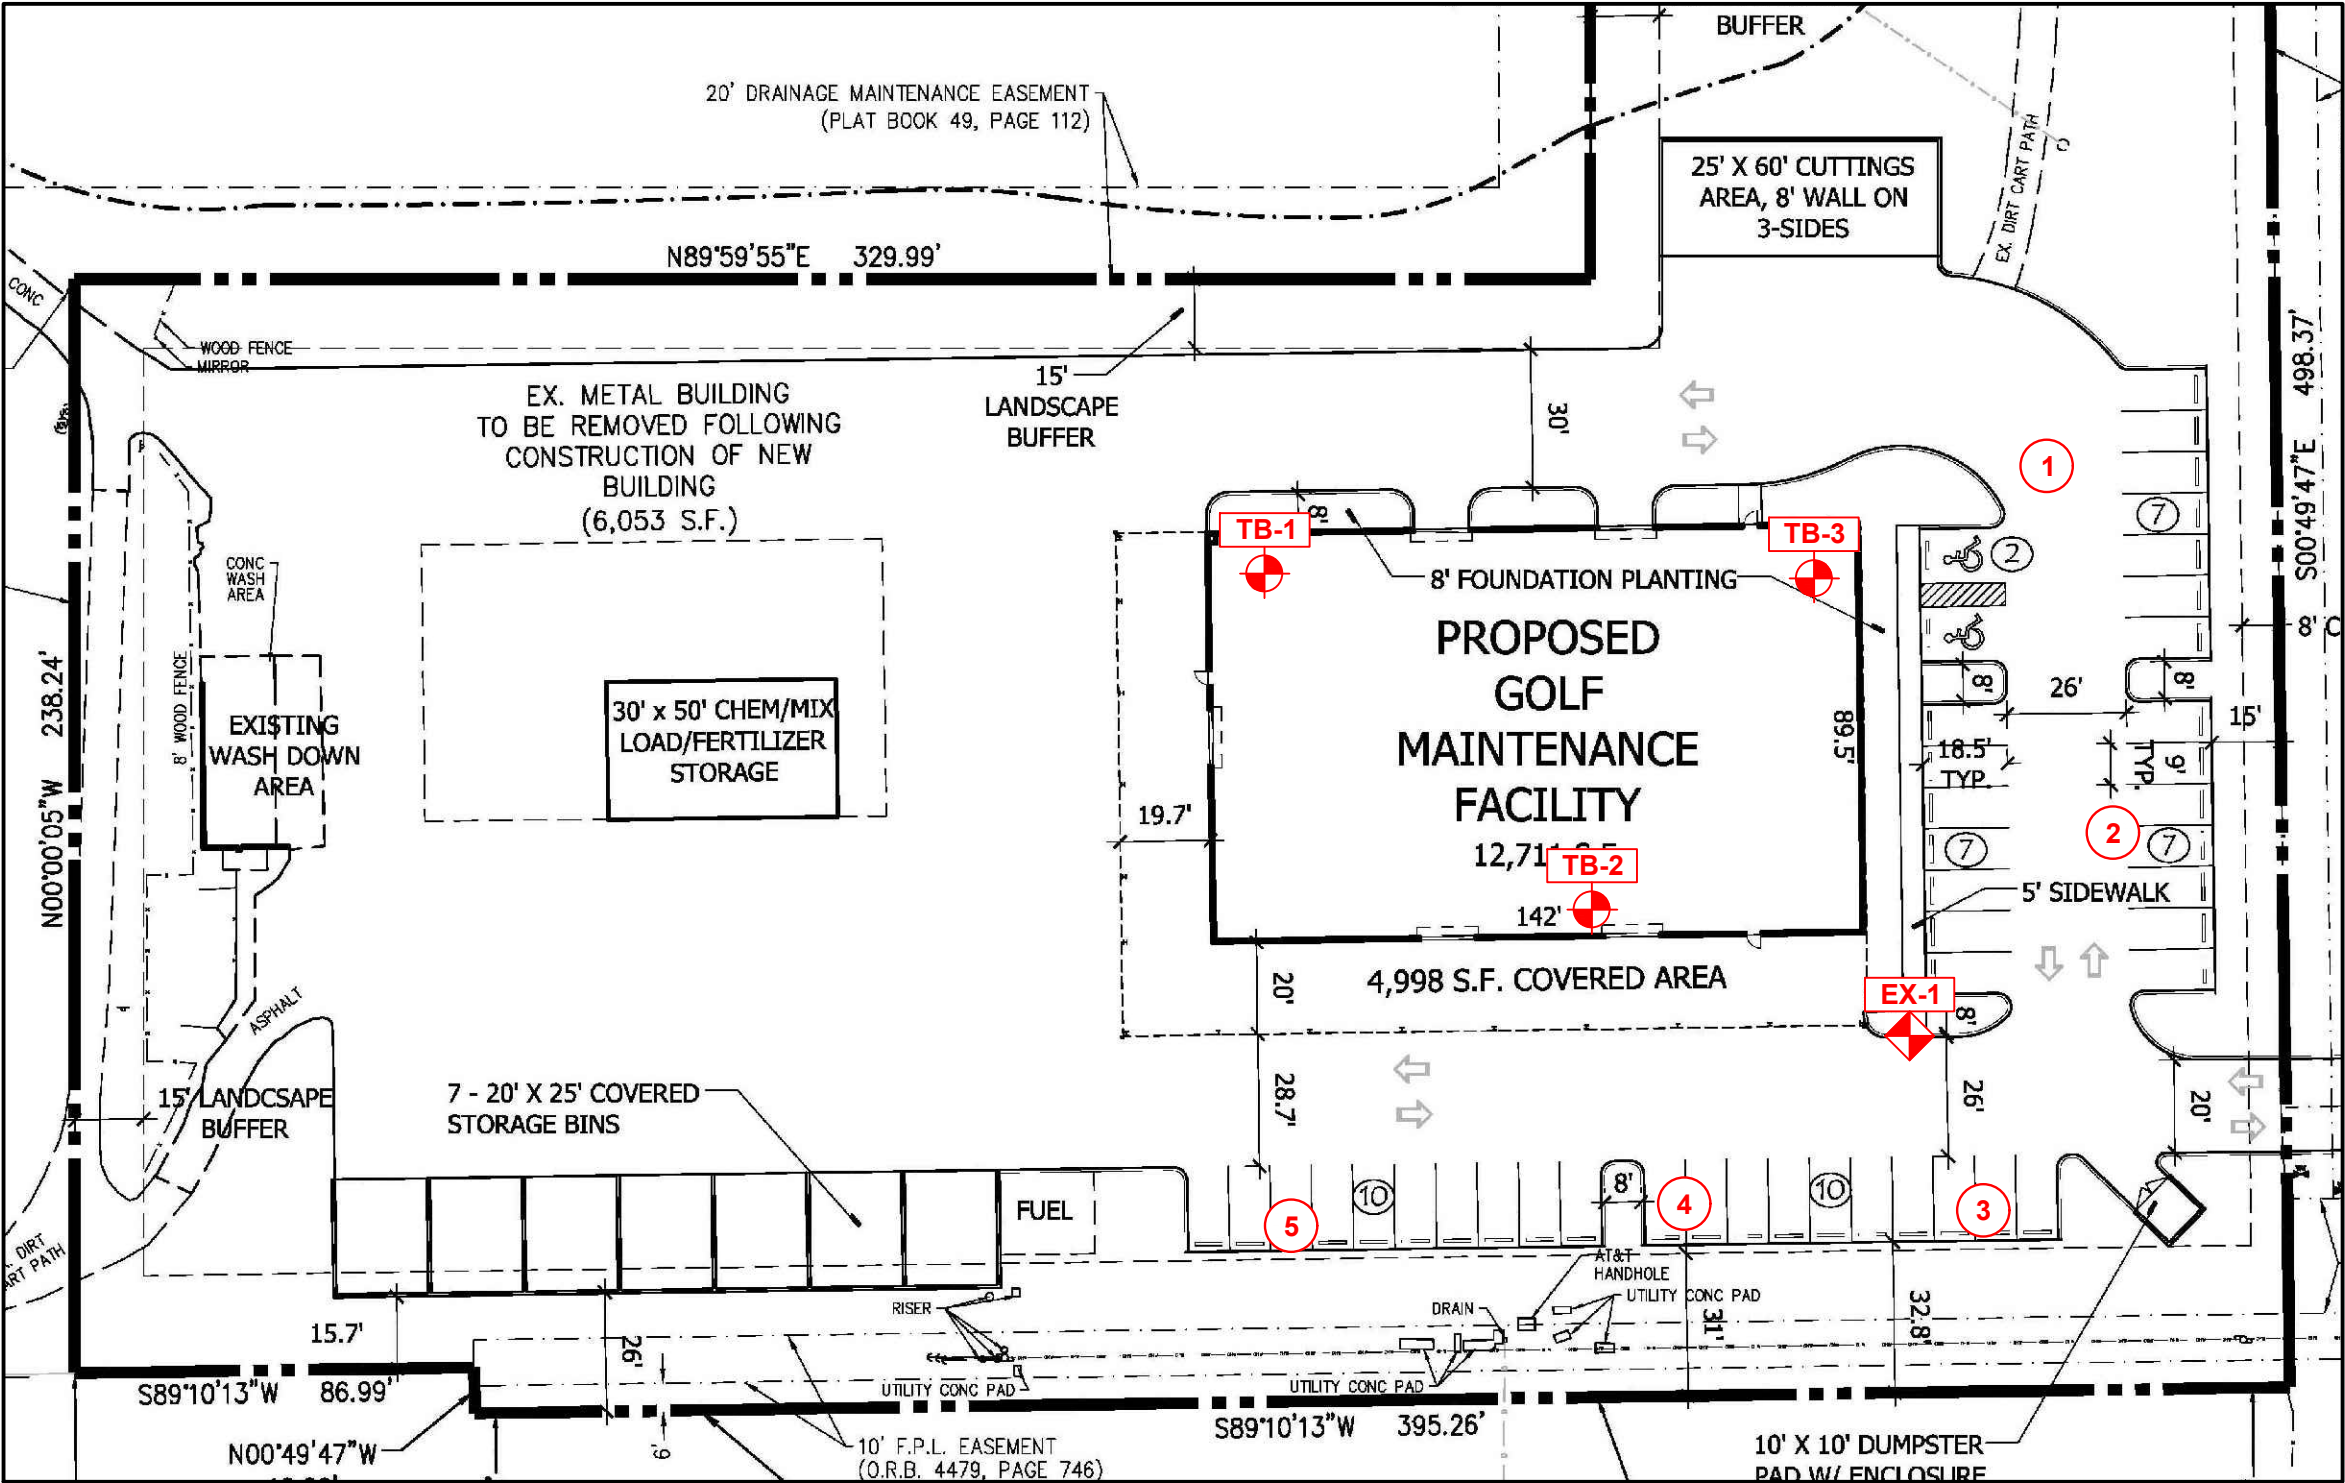 BUFFER
20' DRAINAGE MAINTENANCE EASEMENT
(PLAT BOOK 49, PAGE 112)
25' X 60' CUTTINGS
AREA, 8' WALL ON
3-SIDES
EX. DIRT CART PATH
N89°59'55"E 329.99'
CONC
WOOD FENCE
MIRROR
15'
LANDSCAPE
BUFFER
EX. METAL BUILDING
TO BE REMOVED FOLLOWING
CONSTRUCTION OF NEW
BUILDING
(6,053 S.F.)
30'
S00°49'47"E 498.37'
1
7
8'
TB-1
TB-3
2
8' FOUNDATION PLANTING
CONC
WASH
AREA
PROPOSED
GOLF
MAINTENANCE
FACILITY
12,711
TB-2
142'
89.5'
8'
26'
8'
15'
18.5'
TYP.
9'
TYP.
2
7
7
5' SIDEWALK
N00°00'05"W 238.24'
8' WOOD FENCE
EXISTING
WASH DOWN
AREA
30' x 50' CHEM/MIX
LOAD/FERTILIZER
STORAGE
19.7'
20'
4,998 S.F. COVERED AREA
EX-1
8'
ASPHALT
15' LANDCSAPE
BUFFER
7 - 20' X 25' COVERED
STORAGE BINS
28.7'
26'
20'
FUEL
5
10
8'
4
10
3
DIRT
ART PATH
RISER
DRAIN
AT&T
HANDHOLE
UTILITY CONC PAD
31'
32.8'
15.7'
26'
UTILITY CONC PAD
UTILITY CONC PAD
S89°10'13"W 86.99'
S89°10'13"W 395.26'
N00°49'47"W
10' F.P.L. EASEMENT
(O.R.B. 4479, PAGE 746)
10' X 10' DUMPSTER
PAD W/ ENCLOSURE